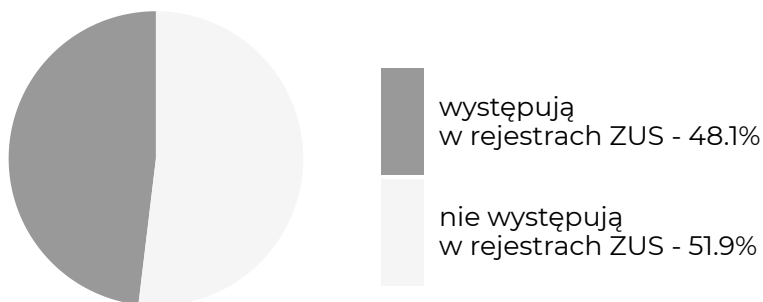 występują
w rejestrach ZUS - 48.1%
nie występują
w rejestrach ZUS - 51.9%